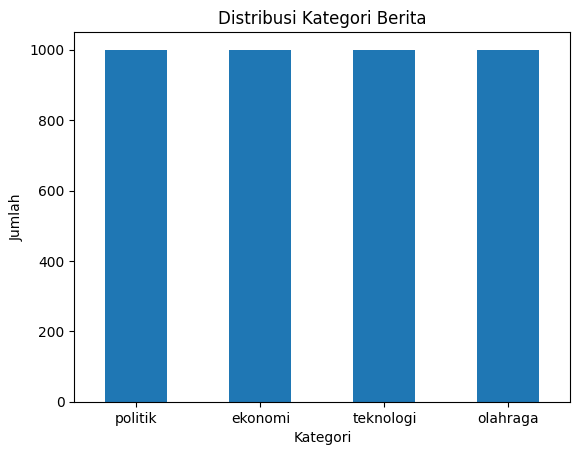 Distribusi Kategori Berita
1000
800
600
400
200
0
Jumlah
politik ekonomi teknologi olahraga
Kategori